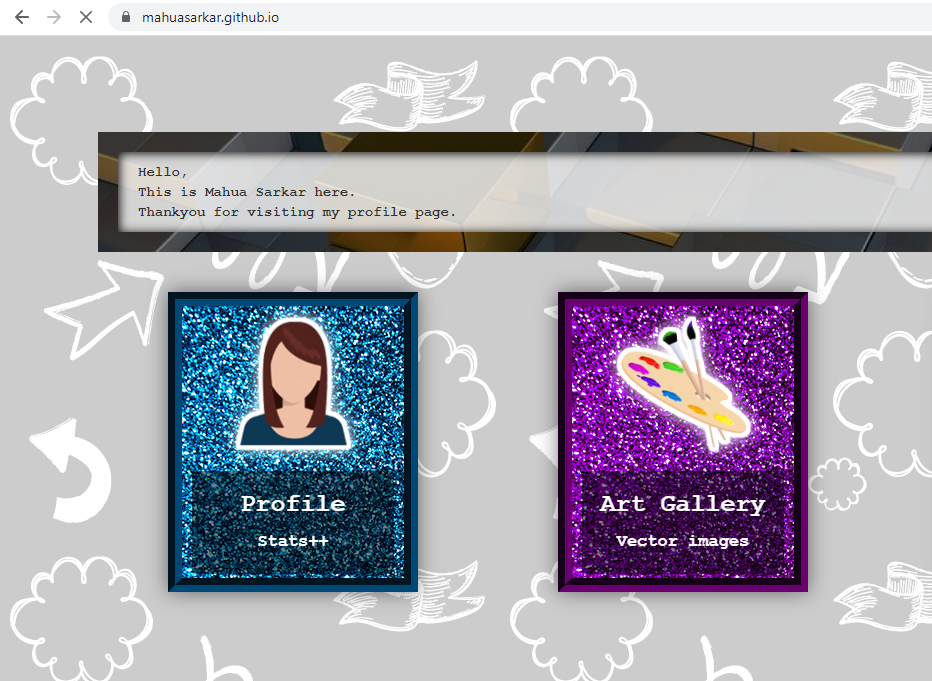 mahuasarkar.github.io
Hello,
This is Mahua Sarkar here.
Thankyou for visiting my profile page.
Profile
Stats++
Art Gallery
Vector images